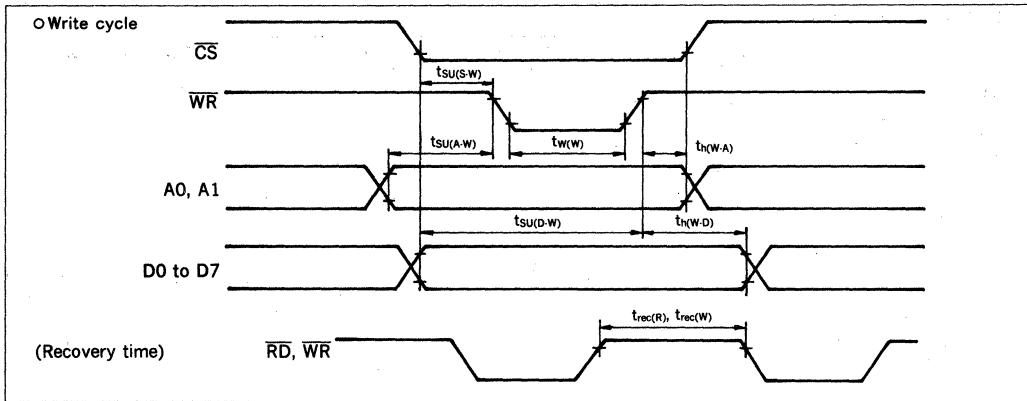 ○ Write cycle
CS
tSU(S·W)
WR
tSU(A·W)
tW(W)
th(W·A)
A0, A1
tSU(D·W)
th(W·D)
D0 to D7
trec(R), trec(W)
(Recovery time)
RD, WR